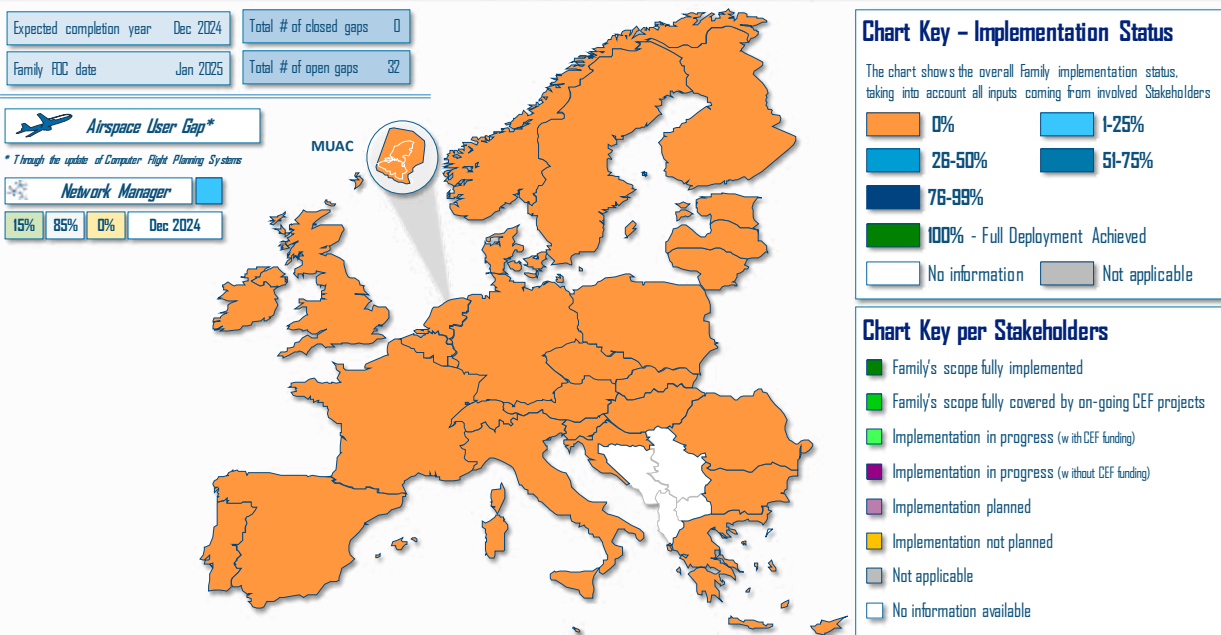 Expected completion year Dec 2024
Total # of closed gaps 0
Family FOC date Jan 2025
Total # of open gaps 32
Airspace User Gap*
* Through the update of Computer Flight Planning Systems
Network Manager
15% 85% 0% Dec 2024
MUAC
Chart Key – Implementation Status
The chart shows the overall Family implementation status,
taking into account all inputs coming from involved Stakeholders
0% 1-25%
26-50% 51-75%
76-99%
100% - Full Deployment Achieved
No information Not applicable
Chart Key per Stakeholders
Family's scope fully implemented
Family's scope fully covered by on-going CEF projects
Implementation in progress (with CEF funding)
Implementation in progress (without CEF funding)
Implementation planned
Implementation not planned
Not applicable
No information available